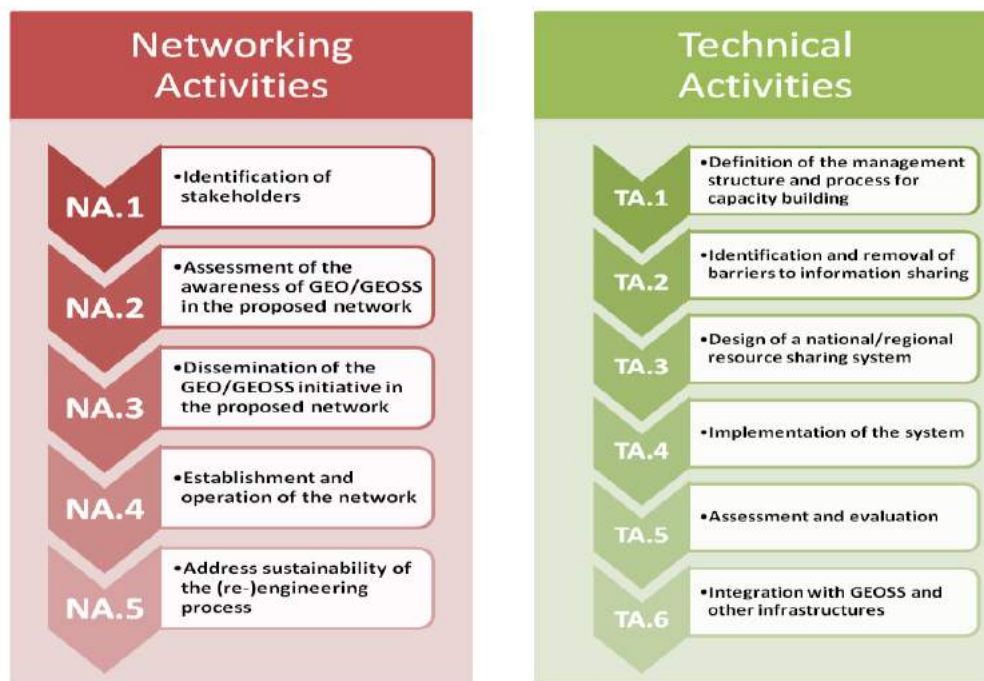 Networking
Activities
NA.1
•Identification of
stakeholders
NA.2
•Assessment of the
awareness of GEO/GEOSS
in the proposed network
NA.3
•Dissemination of the
GEO/GEOSS initiative in
the proposed network
NA.4
•Establishment and
operation of the network
NA.5
•Address sustainability of
the (re-)engineering
process
Technical
Activities
TA.1
•Definition of the management
structure and process for
capacity building
TA.2
•Identification and removal of
barriers to information sharing
TA.3
•Design of a national/regional
resource sharing system
TA.4
•Implementation of the system
TA.5
•Assessment and evaluation
TA.6
•Integration with GEOSS and
other infrastructures